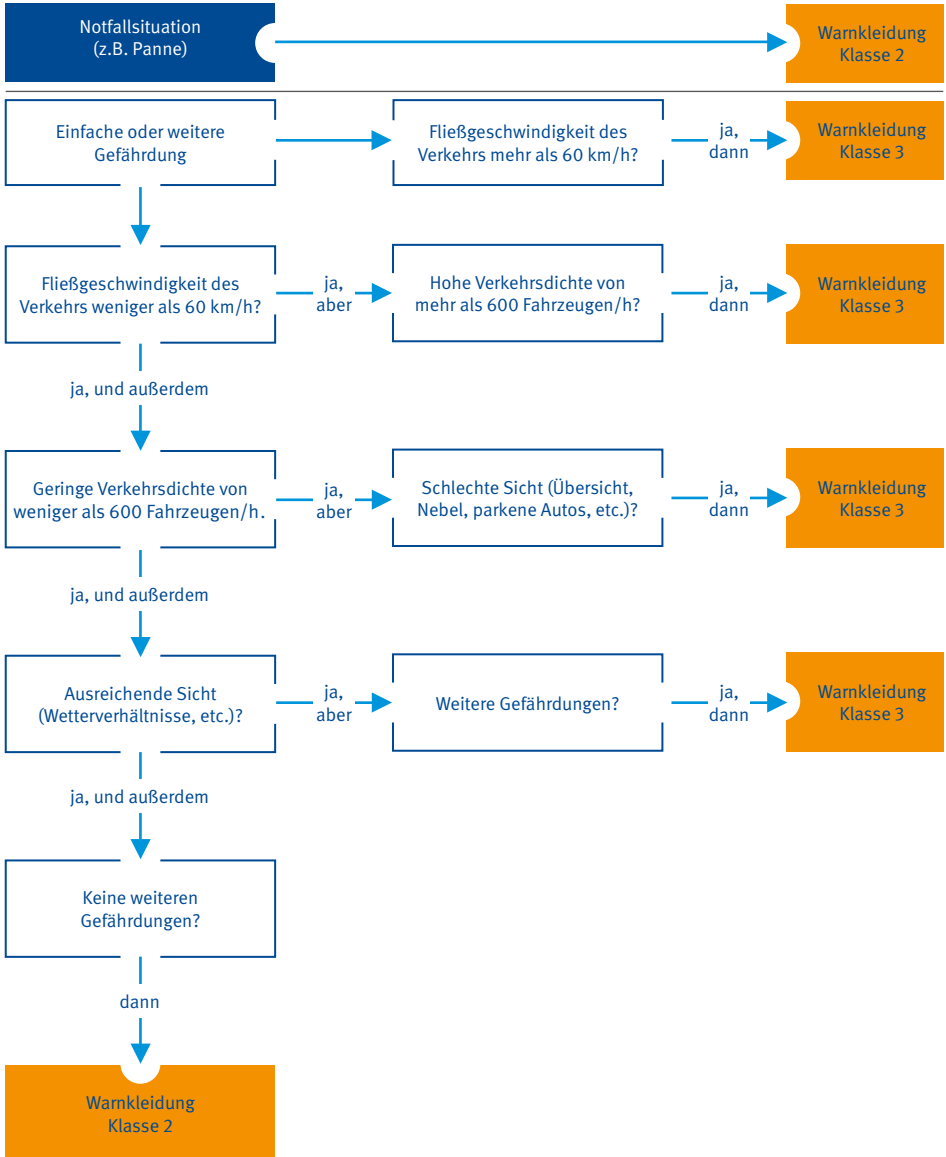 Notfallsituation
(z.B. Panne)
Warnkleidung
Klasse 2
Einfache oder weitere
Gefährdung
Fließgeschwindigkeit des
Verkehrs mehr als 60 km/h?
ja,
dann
Warnkleidung
Klasse 3
Fließgeschwindigkeit des
Verkehrs weniger als 60 km/h?
ja,
aber
Hohe Verkehrsdichte von
mehr als 600 Fahrzeugen/h?
ja,
dann
Warnkleidung
Klasse 3
ja, und außerdem
Geringe Verkehrsdichte von
weniger als 600 Fahrzeugen/h.
ja,
aber
Schlechte Sicht (Übersicht,
Nebel, parkene Autos, etc.)?
ja,
dann
Warnkleidung
Klasse 3
ja, und außerdem
Ausreichende Sicht
(Wetterverhältnisse, etc.)?
ja,
aber
Weitere Gefährdungen?
ja,
dann
Warnkleidung
Klasse 3
ja, und außerdem
Keine weiteren
Gefährdungen?
dann
Warnkleidung
Klasse 2